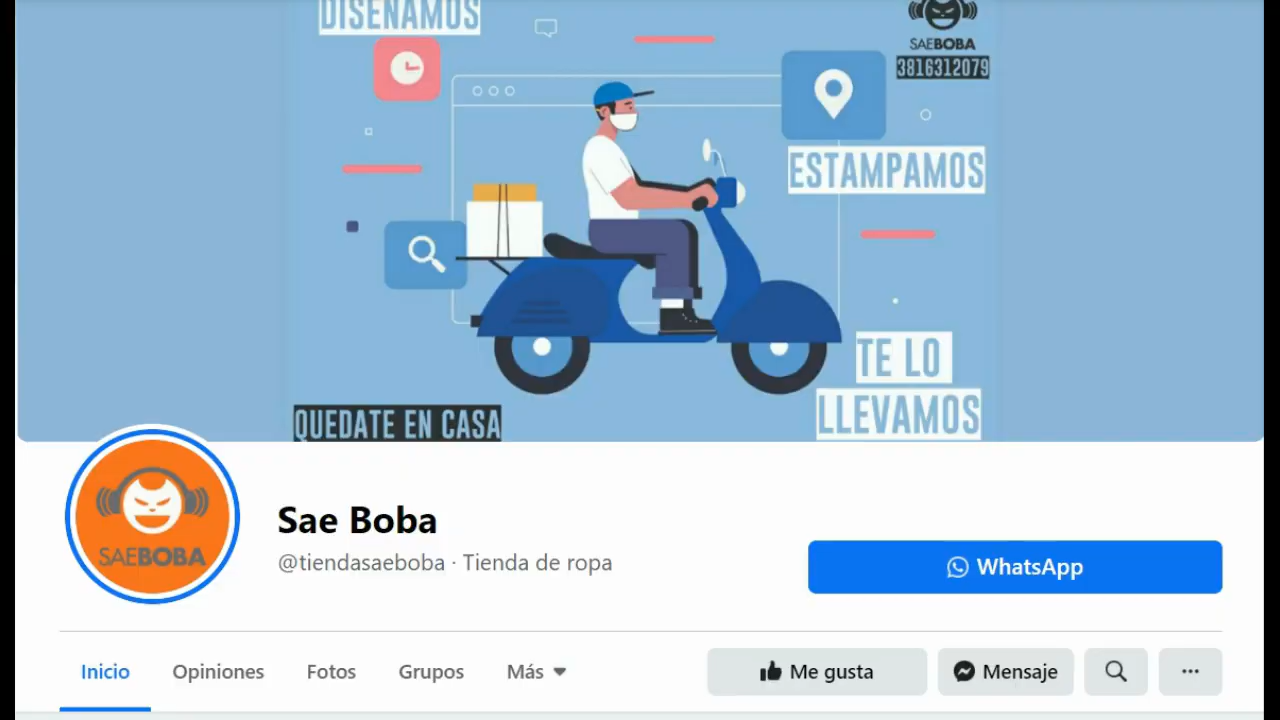 DISEÑAMOS
SAEBOBA
3816312079
ESTAMPAMOS
TE LO
LLEVAMOS
QUEDATE EN CASA
SAEBOBA
Sae Boba
@tiendasaeboba · Tienda de ropa
WhatsApp
Inicio Opiniones Fotos Grupos Más Me gusta Mensaje